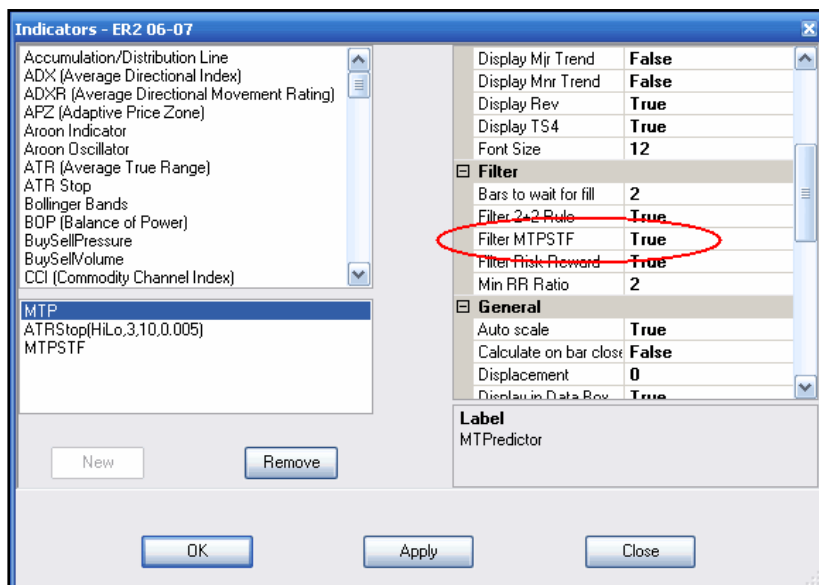 Indicators - ER2 06-07
Accumulation/Distribution Line
ADX (Average Directional Index)
ADXR (Average Directional Movement Rating)
APZ (Adaptive Price Zone)
Aroon Indicator
Aroon Oscillator
ATR (Average True Range)
ATR Stop
Bollinger Bands
BOP (Balance of Power)
BuySellPressure
BuySellVolume
CCI (Commodity Channel Index)
MTP
ATRStop(HiLo,3,10,0.005)
MTPSTF
New
Remove
Display Mjr Trend False
Display Mnr Trend False
Display Rev True
Display TS4 True
Font Size 12
Filter
Bars to wait for fill 2
Filter 2+2 Rule True
Filter MTPSTF True
Filter Risk Reward True
Min RR Ratio 2
General
Auto scale True
Calculate on bar close False
Displacement 0
Display in Data Box True
Label
MTPredictor
OK
Apply
Close